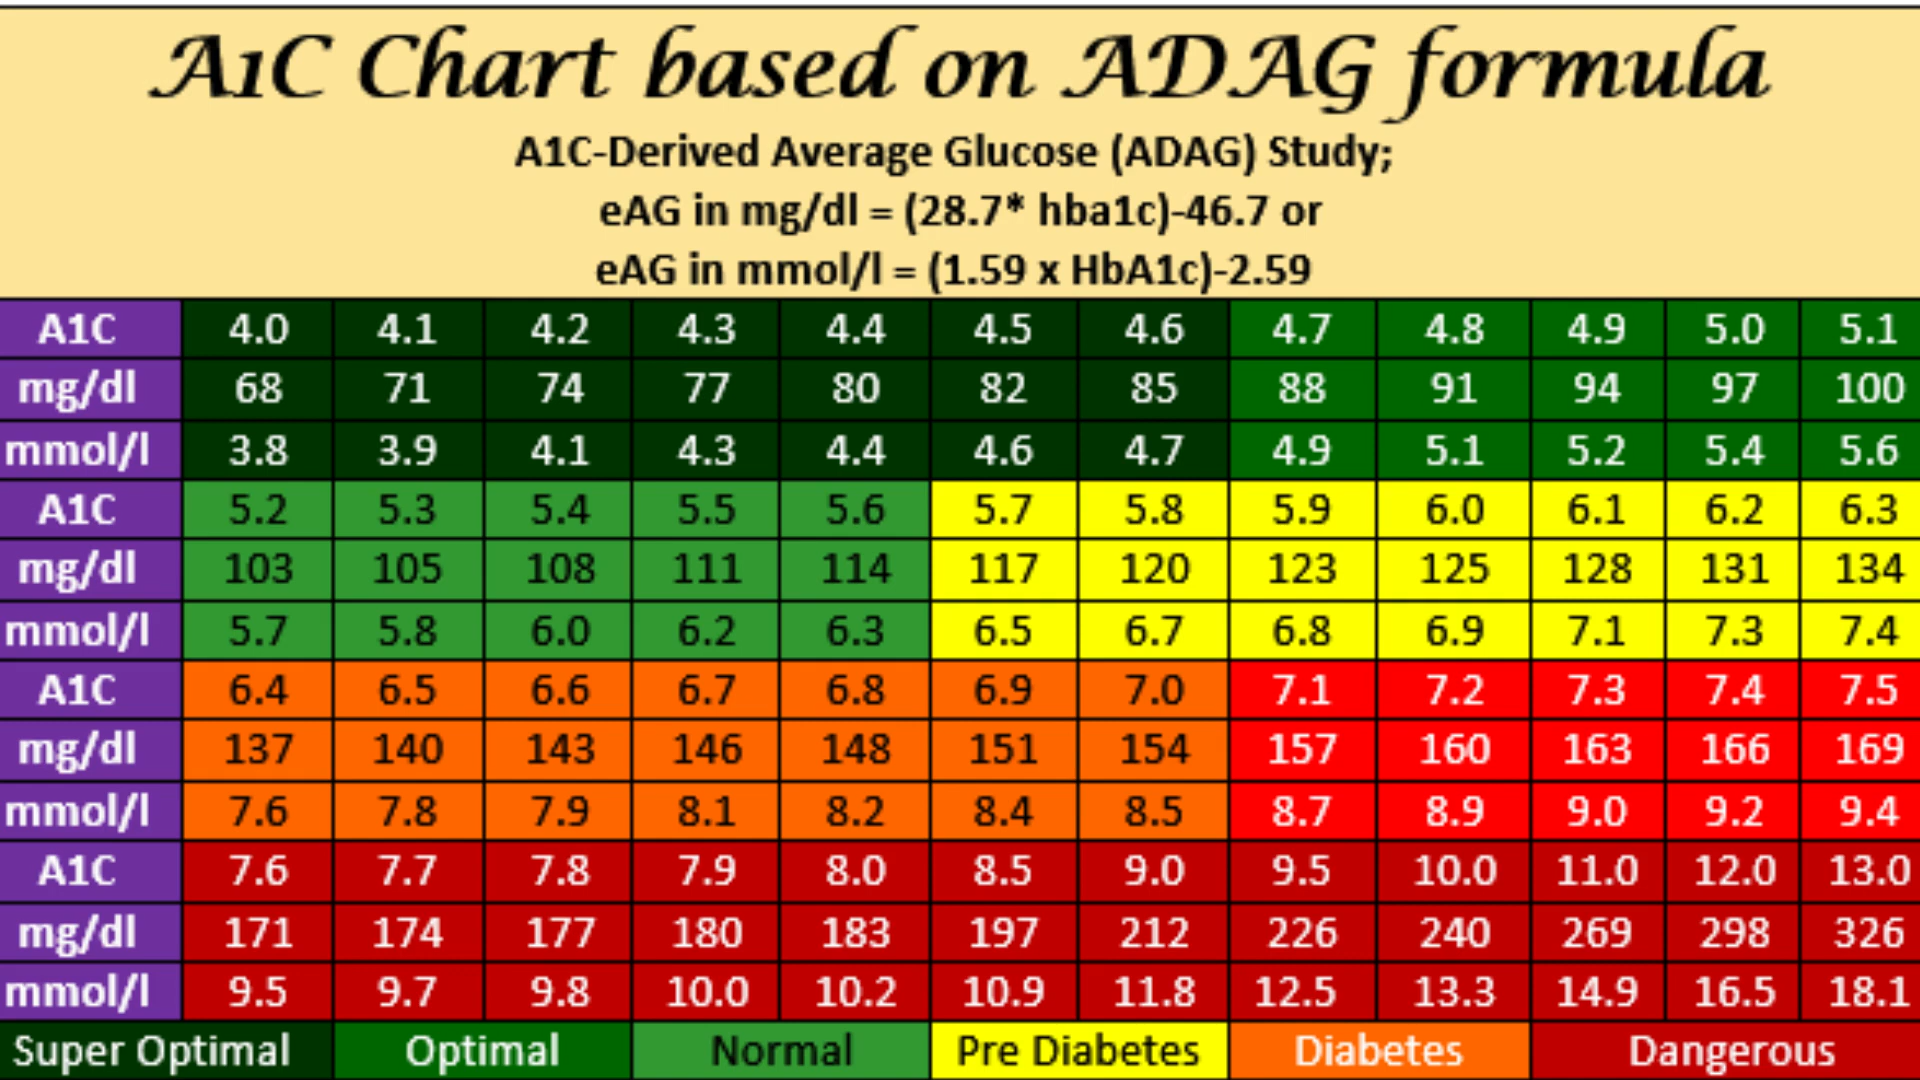 A1C Chart based on ADAG formula
A1C-Derived Average Glucose (ADAG) Study;
eAG in mg/dl = (28.7* hba1c)-46.7 or
eAG in mmol/l = (1.59 x HbA1c)-2.59
A1C 4.0 4.1 4.2 4.3 4.4 4.5 4.6 4.7 4.8 4.9 5.0 5.1
mg/dl 68 71 74 77 80 82 85 88 91 94 97 100
mmol/l 3.8 3.9 4.1 4.3 4.4 4.6 4.7 4.9 5.1 5.2 5.4 5.6
A1C 5.2 5.3 5.4 5.5 5.6 5.7 5.8 5.9 6.0 6.1 6.2 6.3
mg/dl 103 105 108 111 114 117 120 123 125 128 131 134
mmol/l 5.7 5.8 6.0 6.2 6.3 6.5 6.7 6.8 6.9 7.1 7.3 7.4
A1C 6.4 6.5 6.6 6.7 6.8 6.9 7.0 7.1 7.2 7.3 7.4 7.5
mg/dl 137 140 143 146 148 151 154 157 160 163 166 169
mmol/l 7.6 7.8 7.9 8.1 8.2 8.4 8.5 8.7 8.9 9.0 9.2 9.4
A1C 7.6 7.7 7.8 7.9 8.0 8.5 9.0 9.5 10.0 11.0 12.0 13.0
mg/dl 171 174 177 180 183 197 212 226 240 269 298 326
mmol/l 9.5 9.7 9.8 10.0 10.2 10.9 11.8 12.5 13.3 14.9 16.5 18.1
Super Optimal Optimal Normal Pre Diabetes Diabetes Dangerous